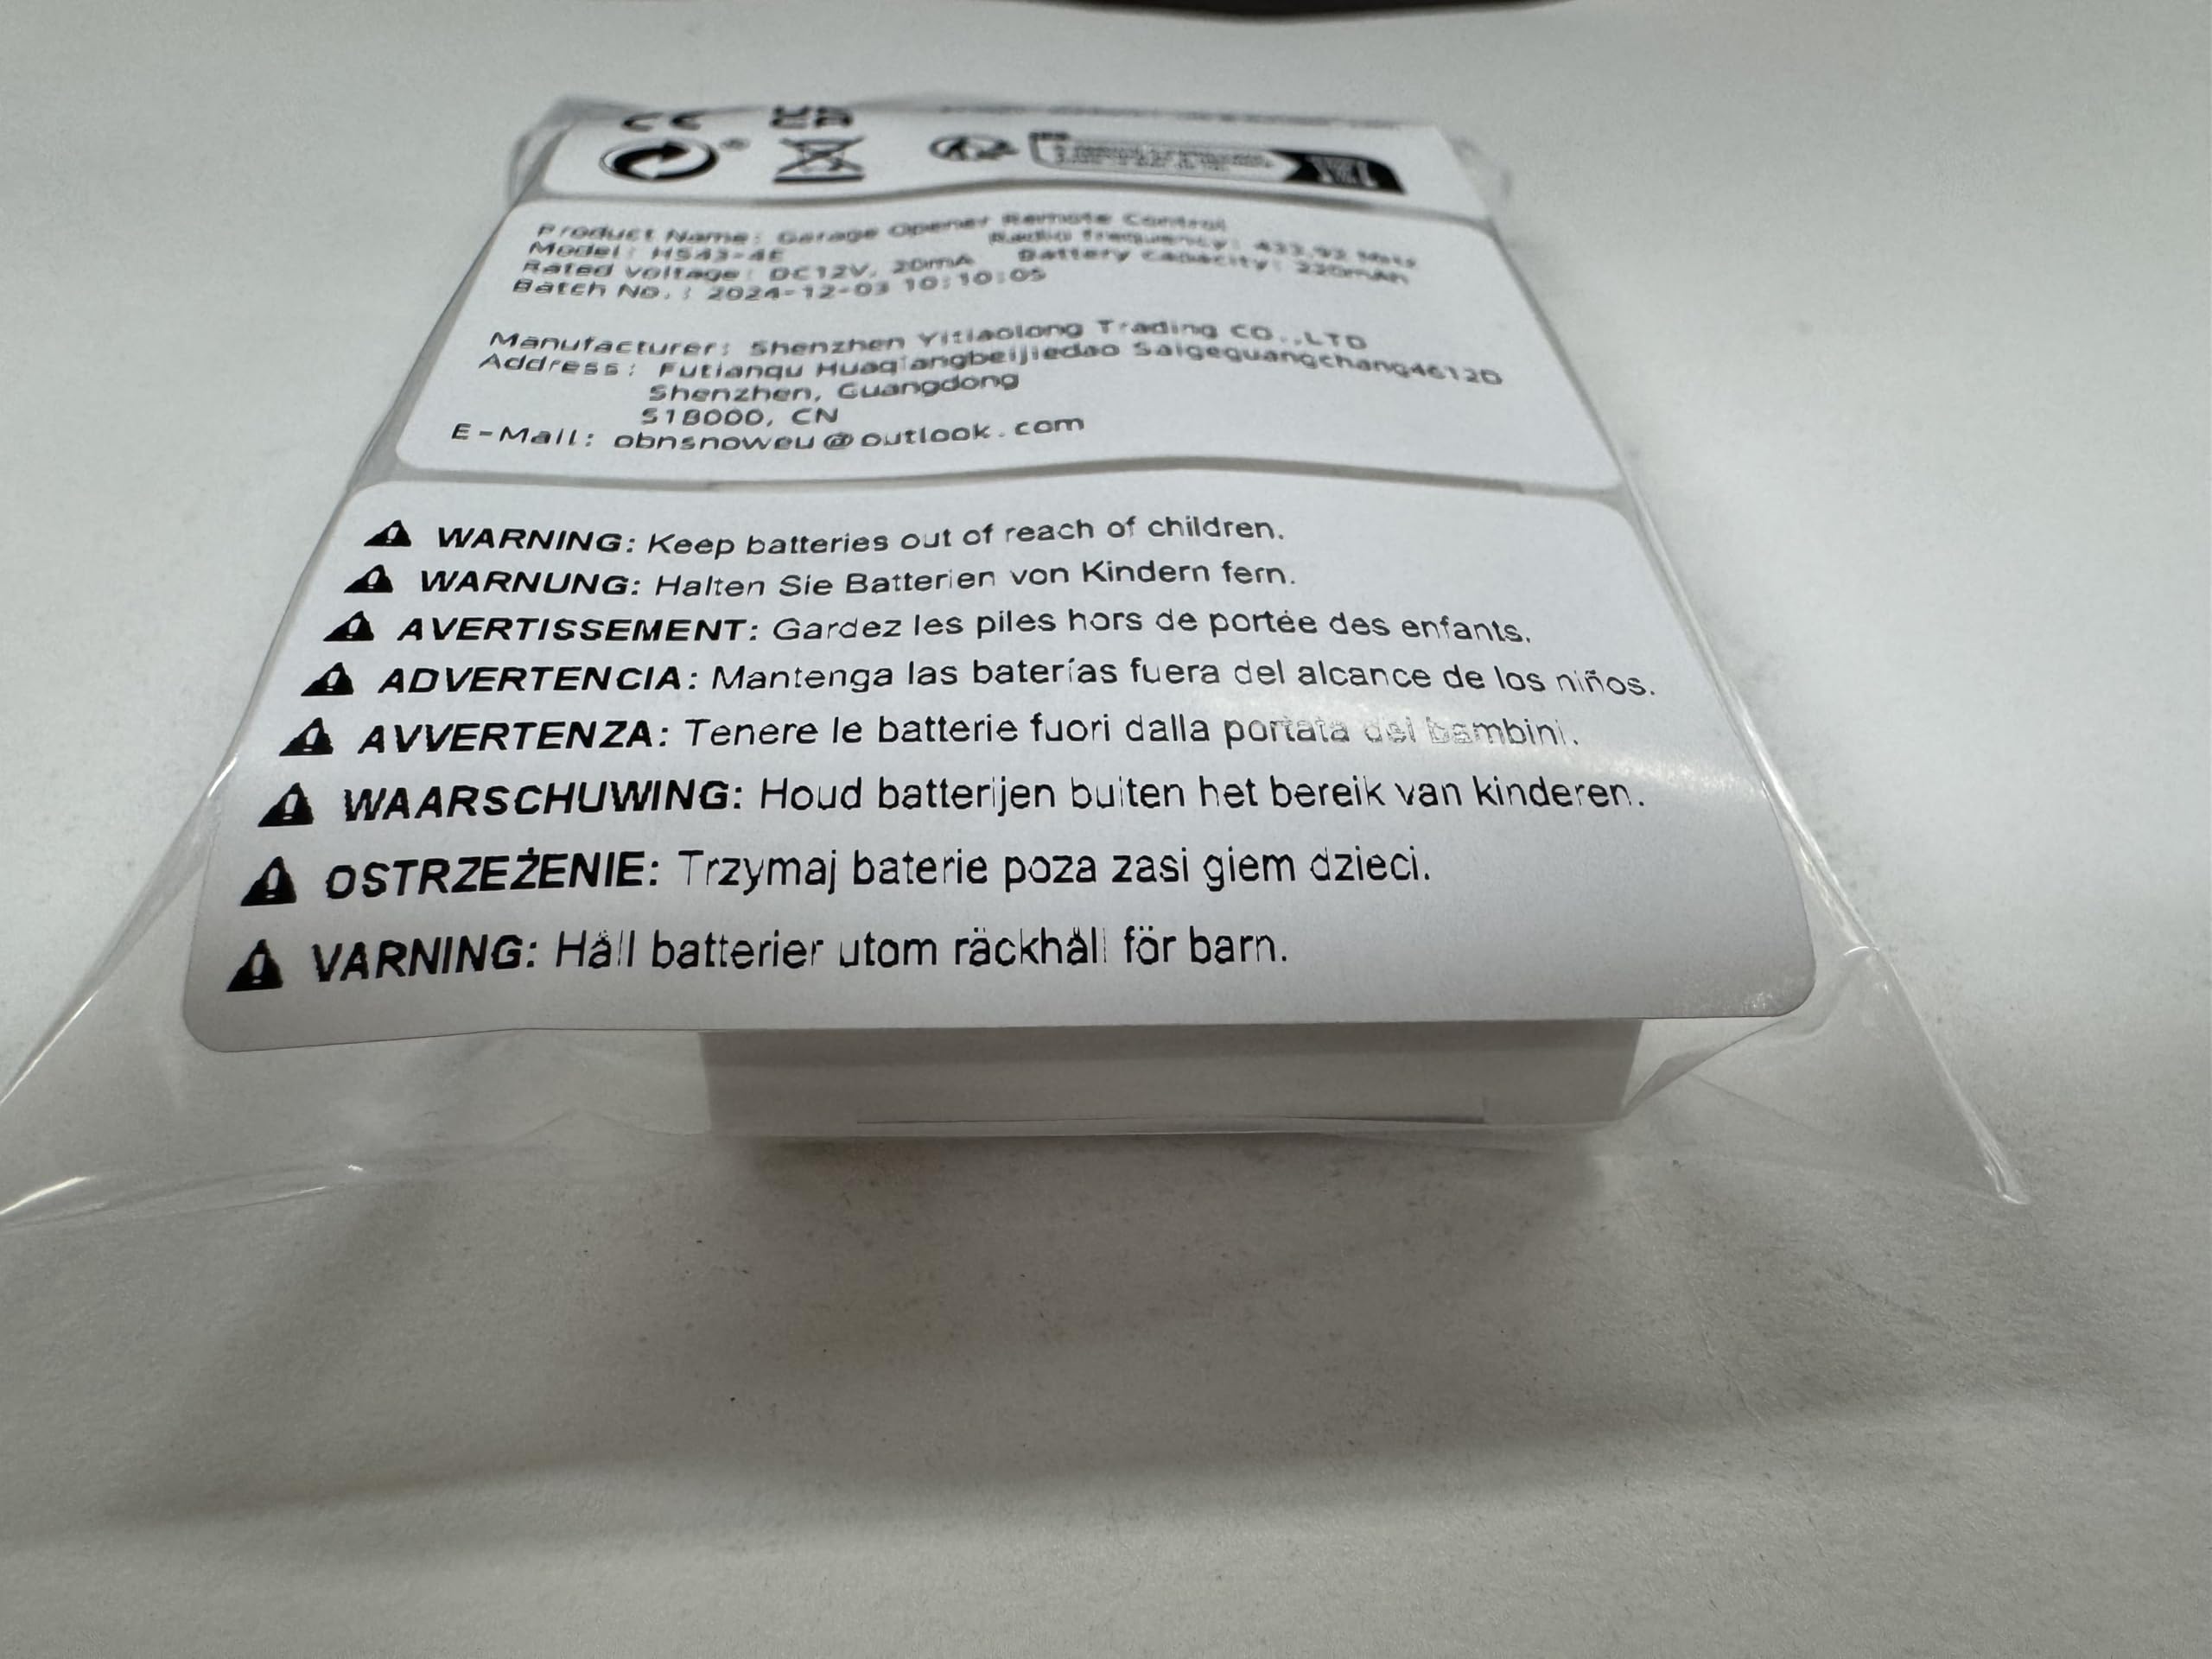 CE UK CA
Product Name: Garage Opener Remote Control
Model: HS43-4E Radio frequency: 433.92 MHz
Rated voltage: DC12V, 20mA Battery capacity: 220mAh
Batch No.: 2024-12-03 10:10:05
Manufacturer: Shenzhen Yitiaolong Trading CO.,LTD
Address: Futianqu Huaqiangbeijiedao Saigeguangchang4612D
Shenzhen, Guangdong
518000, CN
E-Mail: obnsnoweu@outlook.com
WARNING: Keep batteries out of reach of children.
WARNUNG: Halten Sie Batterien von Kindern fern.
AVERTISSEMENT: Gardez les piles hors de portée des enfants.
ADVERTENCIA: Mantenga las baterías fuera del alcance de los niños.
AVVERTENZA: Tenere le batterie fuori dalla portata dei bambini.
WAARSCHUWING: Houd batterijen buiten het bereik van kinderen.
OSTRZEŻENIE: Trzymaj baterie poza zasi giem dzieci.
VARNING: Håll batterier utom räckhåll för barn.